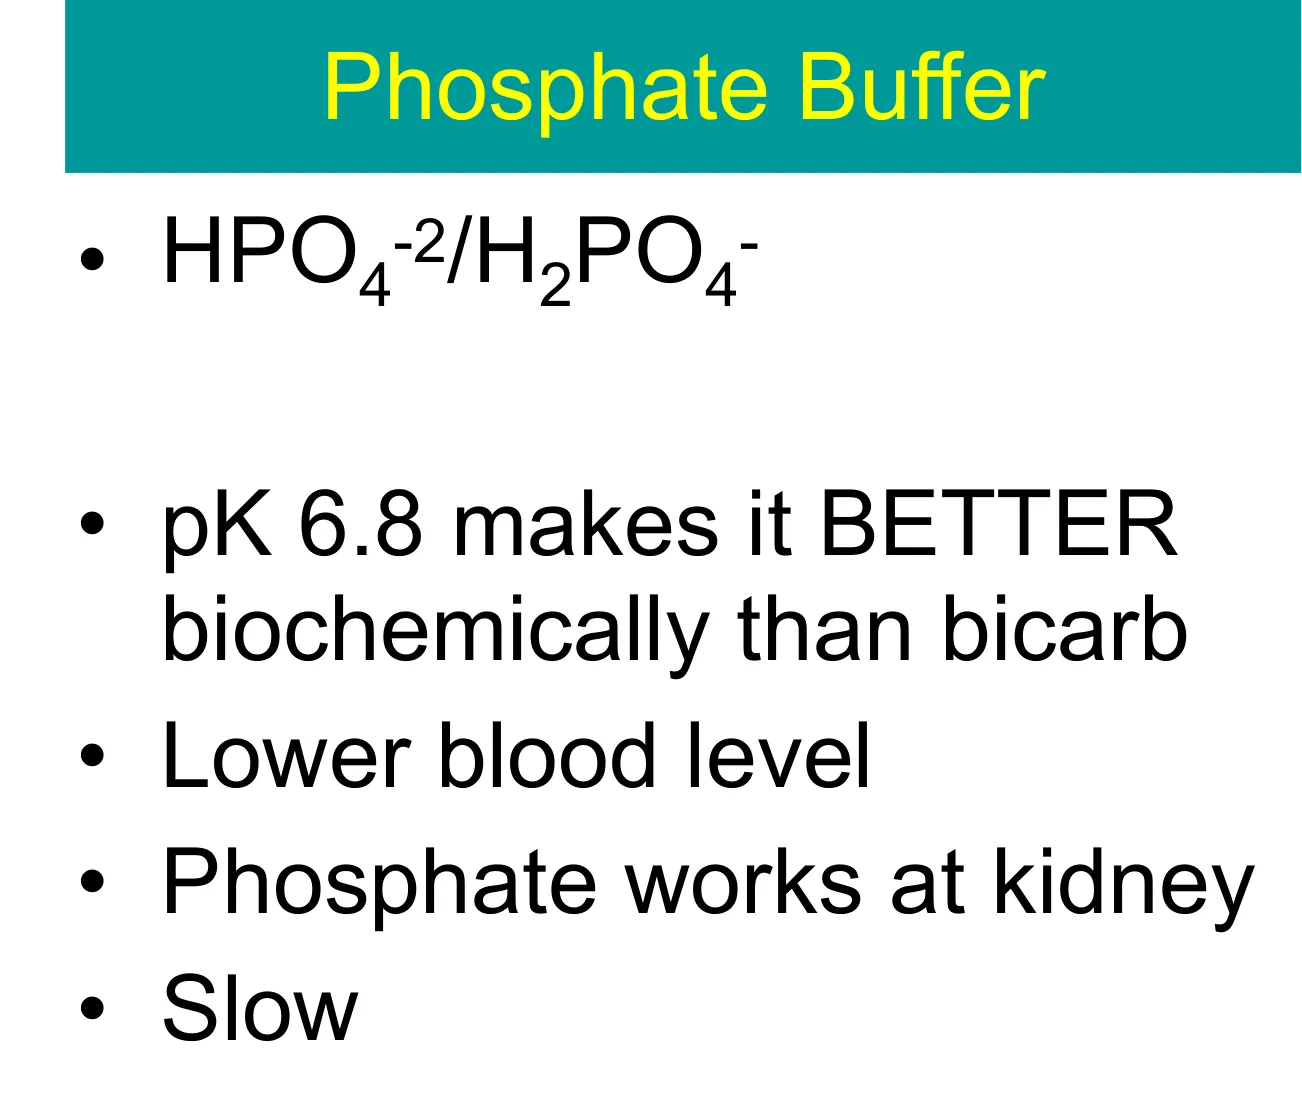 Phosphate Buffer
• HPO₄⁻²/H₂PO₄⁻
• pK 6.8 makes it BETTER
biochemically than bicarb
• Lower blood level
• Phosphate works at kidney
• Slow